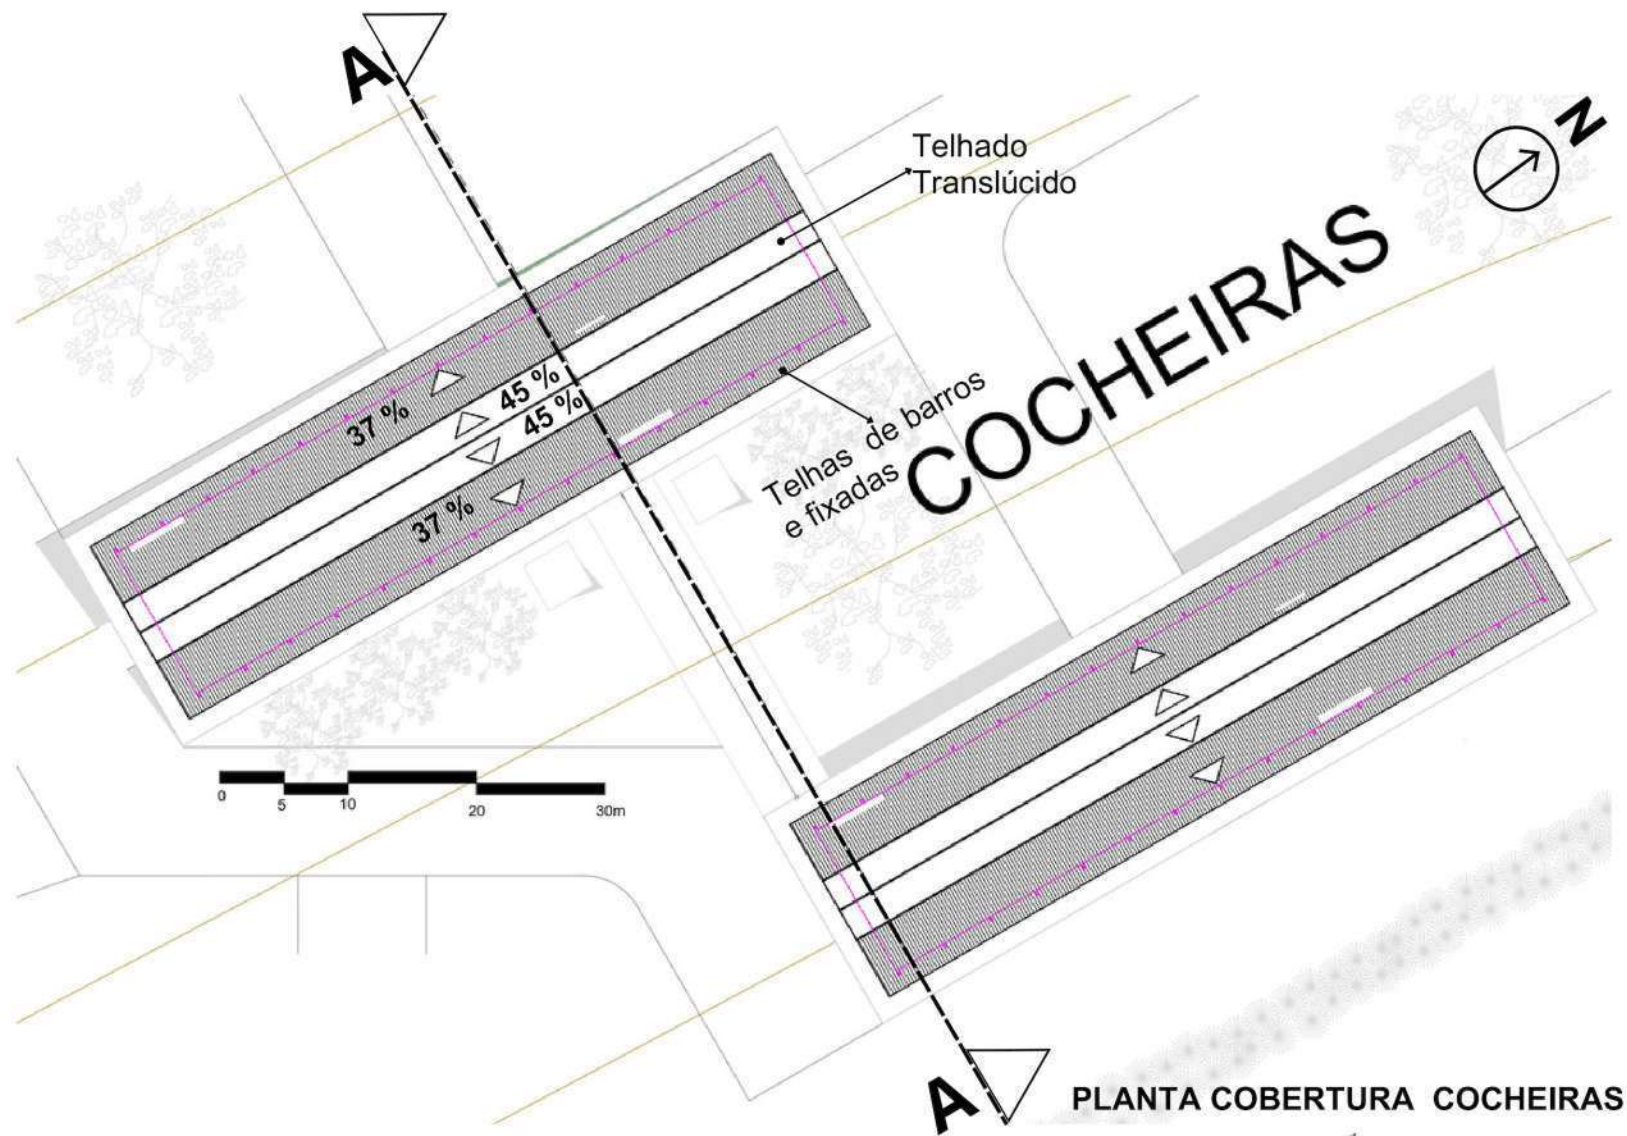 A
N
Telhado
Translúcido
COCHEIRAS
45 %
37 %
45 %
37 %
Telhas de barros
e fixadas
0 5 10 20 30m
A
PLANTA COBERTURA COCHEIRAS